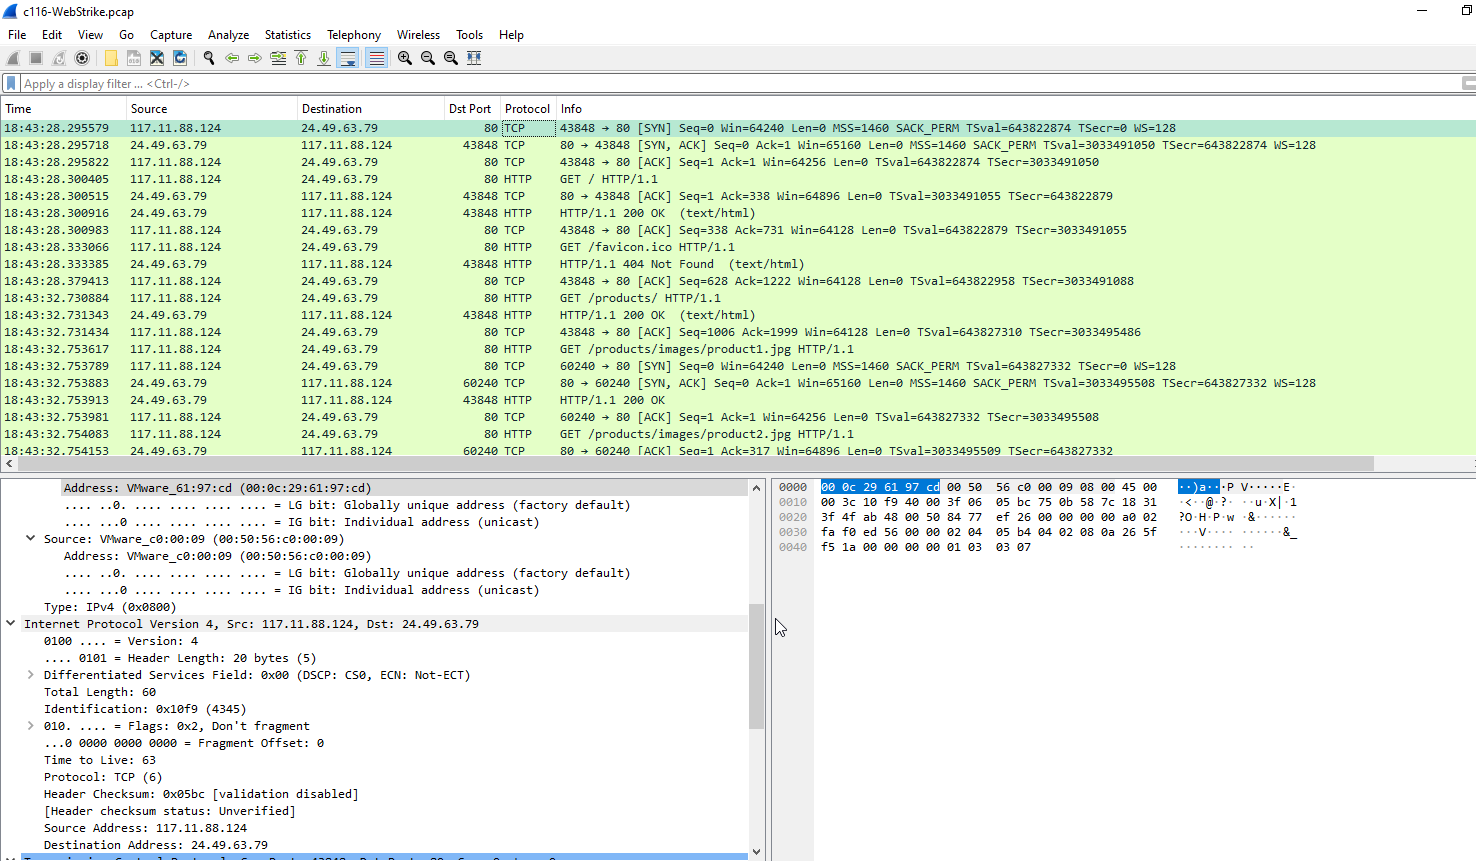 c116-WebStrike.pcap
File Edit View Go Capture Analyze Statistics Telephony Wireless Tools Help
Apply a display filter ... <Ctrl-/>
Time Source Destination Dst Port Protocol Info
18:43:28.295579 117.11.88.124 24.49.63.79 80 TCP 43848 → 80 [SYN] Seq=0 Win=64240 Len=0 MSS=1460 SACK_PERM TSval=643822874 TSecr=0 WS=128
18:43:28.295718 24.49.63.79 117.11.88.124 43848 TCP 80 → 43848 [SYN, ACK] Seq=0 Ack=1 Win=65160 Len=0 MSS=1460 SACK_PERM TSval=3033491050 TSecr=643822874 WS=128
18:43:28.295822 117.11.88.124 24.49.63.79 80 TCP 43848 → 80 [ACK] Seq=1 Ack=1 Win=64256 Len=0 TSval=643822874 TSecr=3033491050
18:43:28.300405 117.11.88.124 24.49.63.79 80 HTTP GET / HTTP/1.1
18:43:28.300515 24.49.63.79 117.11.88.124 43848 TCP 80 → 43848 [ACK] Seq=1 Ack=338 Win=64896 Len=0 TSval=3033491055 TSecr=643822879
18:43:28.300916 24.49.63.79 117.11.88.124 43848 HTTP HTTP/1.1 200 OK (text/html)
18:43:28.300983 117.11.88.124 24.49.63.79 80 TCP 43848 → 80 [ACK] Seq=338 Ack=731 Win=64128 Len=0 TSval=643822879 TSecr=3033491055
18:43:28.333066 117.11.88.124 24.49.63.79 80 HTTP GET /favicon.ico HTTP/1.1
18:43:28.333385 24.49.63.79 117.11.88.124 43848 HTTP HTTP/1.1 404 Not Found (text/html)
18:43:28.379413 117.11.88.124 24.49.63.79 80 TCP 43848 → 80 [ACK] Seq=628 Ack=1222 Win=64128 Len=0 TSval=643822958 TSecr=3033491088
18:43:32.730884 117.11.88.124 24.49.63.79 80 HTTP GET /products/ HTTP/1.1
18:43:32.731343 24.49.63.79 117.11.88.124 43848 HTTP HTTP/1.1 200 OK (text/html)
18:43:32.731434 117.11.88.124 24.49.63.79 80 TCP 43848 → 80 [ACK] Seq=1006 Ack=1999 Win=64128 Len=0 TSval=643827310 TSecr=3033495486
18:43:32.753617 117.11.88.124 24.49.63.79 80 HTTP GET /products/images/product1.jpg HTTP/1.1
18:43:32.753789 117.11.88.124 24.49.63.79 80 TCP 60240 → 80 [SYN] Seq=0 Win=64240 Len=0 MSS=1460 SACK_PERM TSval=643827332 TSecr=0 WS=128
18:43:32.753883 24.49.63.79 117.11.88.124 60240 TCP 80 → 60240 [SYN, ACK] Seq=0 Ack=1 Win=65160 Len=0 MSS=1460 SACK_PERM TSval=3033495508 TSecr=643827332 WS=128
18:43:32.753913 24.49.63.79 117.11.88.124 43848 HTTP HTTP/1.1 200 OK
18:43:32.753981 117.11.88.124 24.49.63.79 80 TCP 60240 → 80 [ACK] Seq=1 Ack=1 Win=64256 Len=0 TSval=643827332 TSecr=3033495508
18:43:32.754083 117.11.88.124 24.49.63.79 80 HTTP GET /products/images/product2.jpg HTTP/1.1
18:43:32.754153 24.49.63.79 117.11.88.124 60240 TCP 80 → 60240 [ACK] Seq=1 Ack=317 Win=64896 Len=0 TSval=3033495509 TSecr=643827332
Address: VMware_61:97:cd (00:0c:29:61:97:cd)
.... ..0. .... .... .... .... = LG bit: Globally unique address (factory default)
.... ...0 .... .... .... .... = IG bit: Individual address (unicast)
Source: VMware_c0:00:09 (00:50:56:c0:00:09)
Address: VMware_c0:00:09 (00:50:56:c0:00:09)
.... ..0. .... .... .... .... = LG bit: Globally unique address (factory default)
.... ...0 .... .... .... .... = IG bit: Individual address (unicast)
Type: IPv4 (0x0800)
Internet Protocol Version 4, Src: 117.11.88.124, Dst: 24.49.63.79
0100 .... = Version: 4
.... 0101 = Header Length: 20 bytes (5)
Differentiated Services Field: 0x00 (DSCP: CS0, ECN: Not-ECT)
Total Length: 60
Identification: 0x10f9 (4345)
010. .... = Flags: 0x2, Don't fragment
...0 0000 0000 0000 = Fragment Offset: 0
Time to Live: 63
Protocol: TCP (6)
Header Checksum: 0x05bc [validation disabled]
[Header checksum status: Unverified]
Source Address: 117.11.88.124
Destination Address: 24.49.63.79
0000 00 0c 29 61 97 cd 00 50 56 c0 00 09 08 00 45 00 ··)a···P V·····E·
0010 00 3c 10 f9 40 00 3f 06 05 bc 75 0b 58 7c 18 31 ·<··@·?· ··u·X|·1
0020 3f 4f ab 48 00 50 84 77 ef 26 00 00 00 00 a0 02 ?O·H·P·w ·&······
0030 fa f0 ed 56 00 00 02 04 05 b4 04 02 08 0a 26 5f ···V···· ······&_
0040 f5 1a 00 00 00 00 01 03 03 07 ········ ··